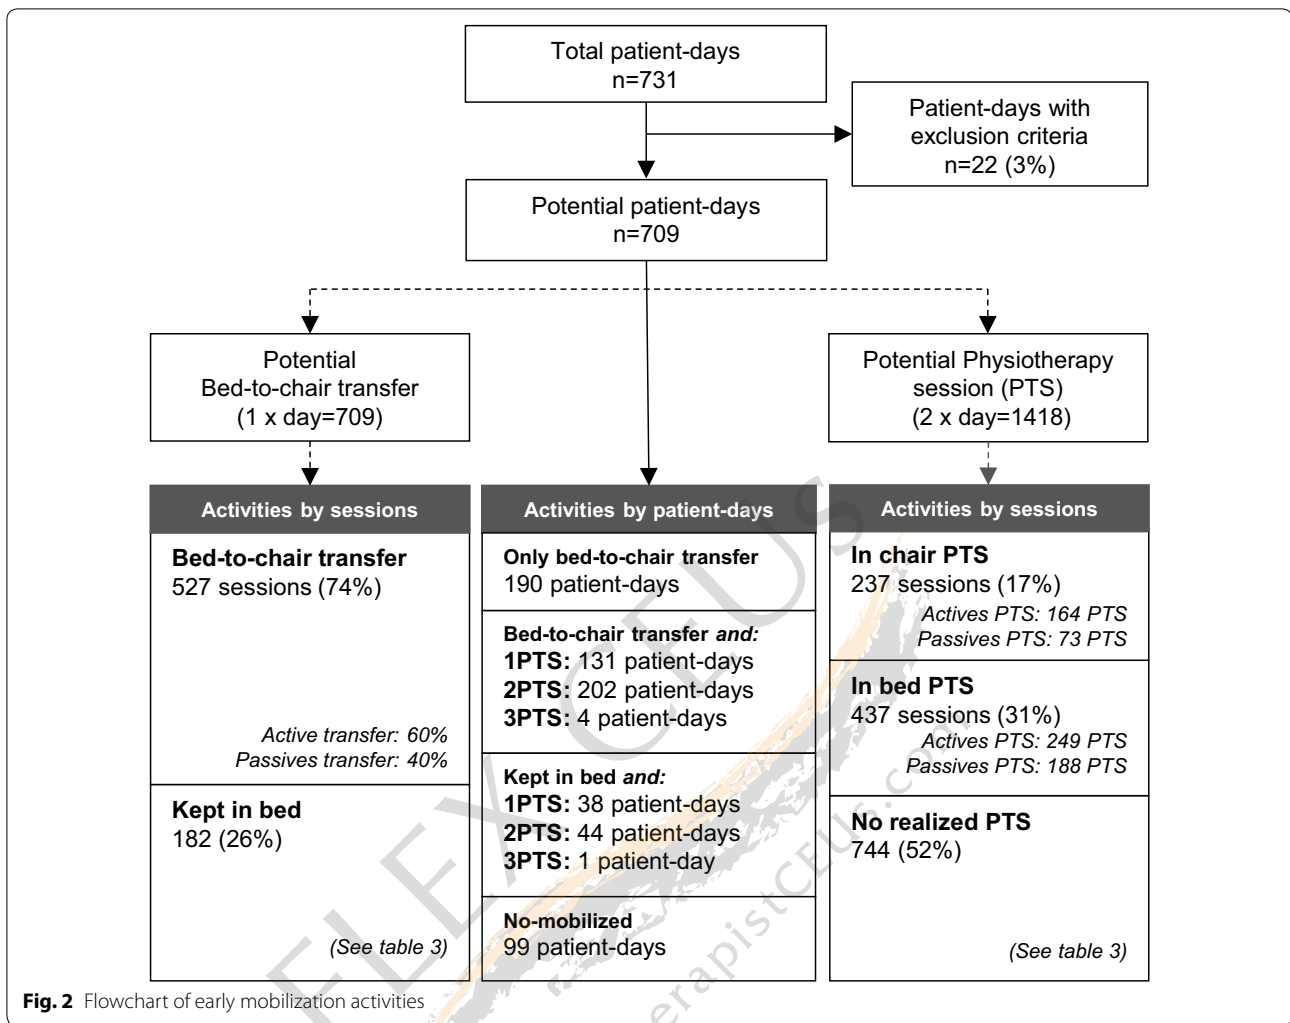 Total patient-days
n=731
Patient-days with
exclusion criteria
n=22 (3%)
Potential patient-days
n=709
Potential
Bed-to-chair transfer
(1 x day=709)
Potential Physiotherapy
session (PTS)
(2 x day=1418)
Activities by sessions
Bed-to-chair transfer
527 sessions (74%)
Active transfer: 60%
Passives transfer: 40%
Kept in bed
182 (26%)
(See table 3)
Activities by patient-days
Only bed-to-chair transfer
190 patient-days
Bed-to-chair transfer and:
1PTS: 131 patient-days
2PTS: 202 patient-days
3PTS: 4 patient-days
Kept in bed and:
1PTS: 38 patient-days
2PTS: 44 patient-days
3PTS: 1 patient-day
No-mobilized
99 patient-days
Activities by sessions
In chair PTS
237 sessions (17%)
Actives PTS: 164 PTS
Passives PTS: 73 PTS
In bed PTS
437 sessions (31%)
Actives PTS: 249 PTS
Passives PTS: 188 PTS
No realized PTS
744 (52%)
(See table 3)
Fig. 2 Flowchart of early mobilization activities
FLEX CEUs